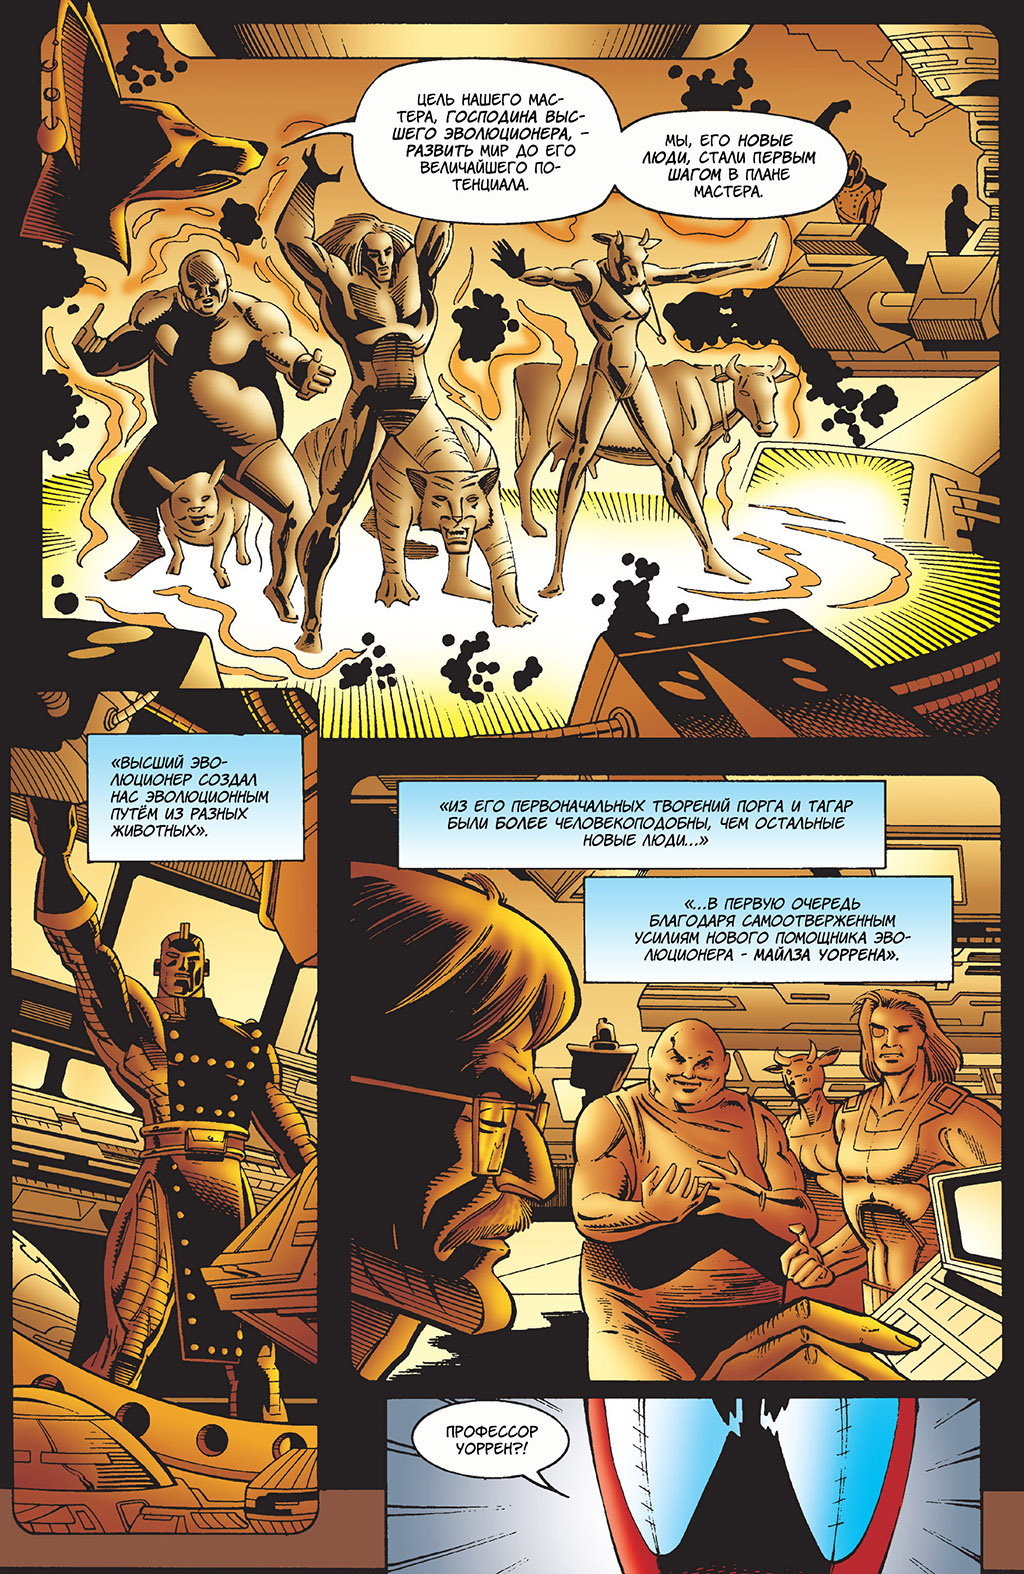 ЦЕЛЬ НАШЕГО МАС-
ТЕРА, ГОСПОДИНА ВЫС-
ШЕГО ЭВОЛЮЦИОНЕРА, –
РАЗВИТЬ МИР ДО ЕГО
ВЕЛИЧАЙШЕГО ПО-
ТЕНЦИАЛА.
МЫ, ЕГО НОВЫЕ
ЛЮДИ, СТАЛИ ПЕРВЫМ
ШАГОМ В ПЛАНЕ
МАСТЕРА.
«ВЫСШИЙ ЭВО-
ЛЮЦИОНЕР СОЗДАЛ
НАС ЭВОЛЮЦИОННЫМ
ПУТЁМ ИЗ РАЗНЫХ
ЖИВОТНЫХ».
«ИЗ ЕГО ПЕРВОНАЧАЛЬНЫХ ТВОРЕНИЙ ПОРГА И ТАГАР
БЫЛИ БОЛЕЕ ЧЕЛОВЕКОПОДОБНЫ, ЧЕМ ОСТАЛЬНЫЕ
НОВЫЕ ЛЮДИ...»
«...В ПЕРВУЮ ОЧЕРЕДЬ
БЛАГОДАРЯ САМООТВЕРЖЕННЫМ
УСИЛИЯМ НОВОГО ПОМОЩНИКА ЭВО-
ЛЮЦИОНЕРА - МАЙЛЗА УОРРЕНА».
ПРОФЕССОР
УОРРЕН?!